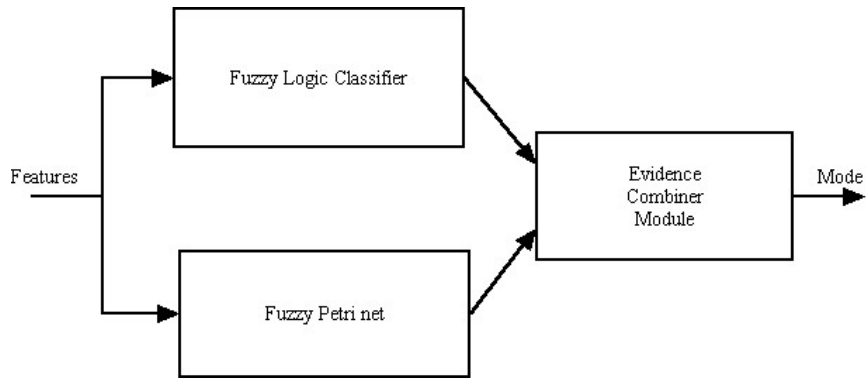 Fuzzy Logic Classifier
Features
Evidence
Combiner
Module
Mode
Fuzzy Petri net